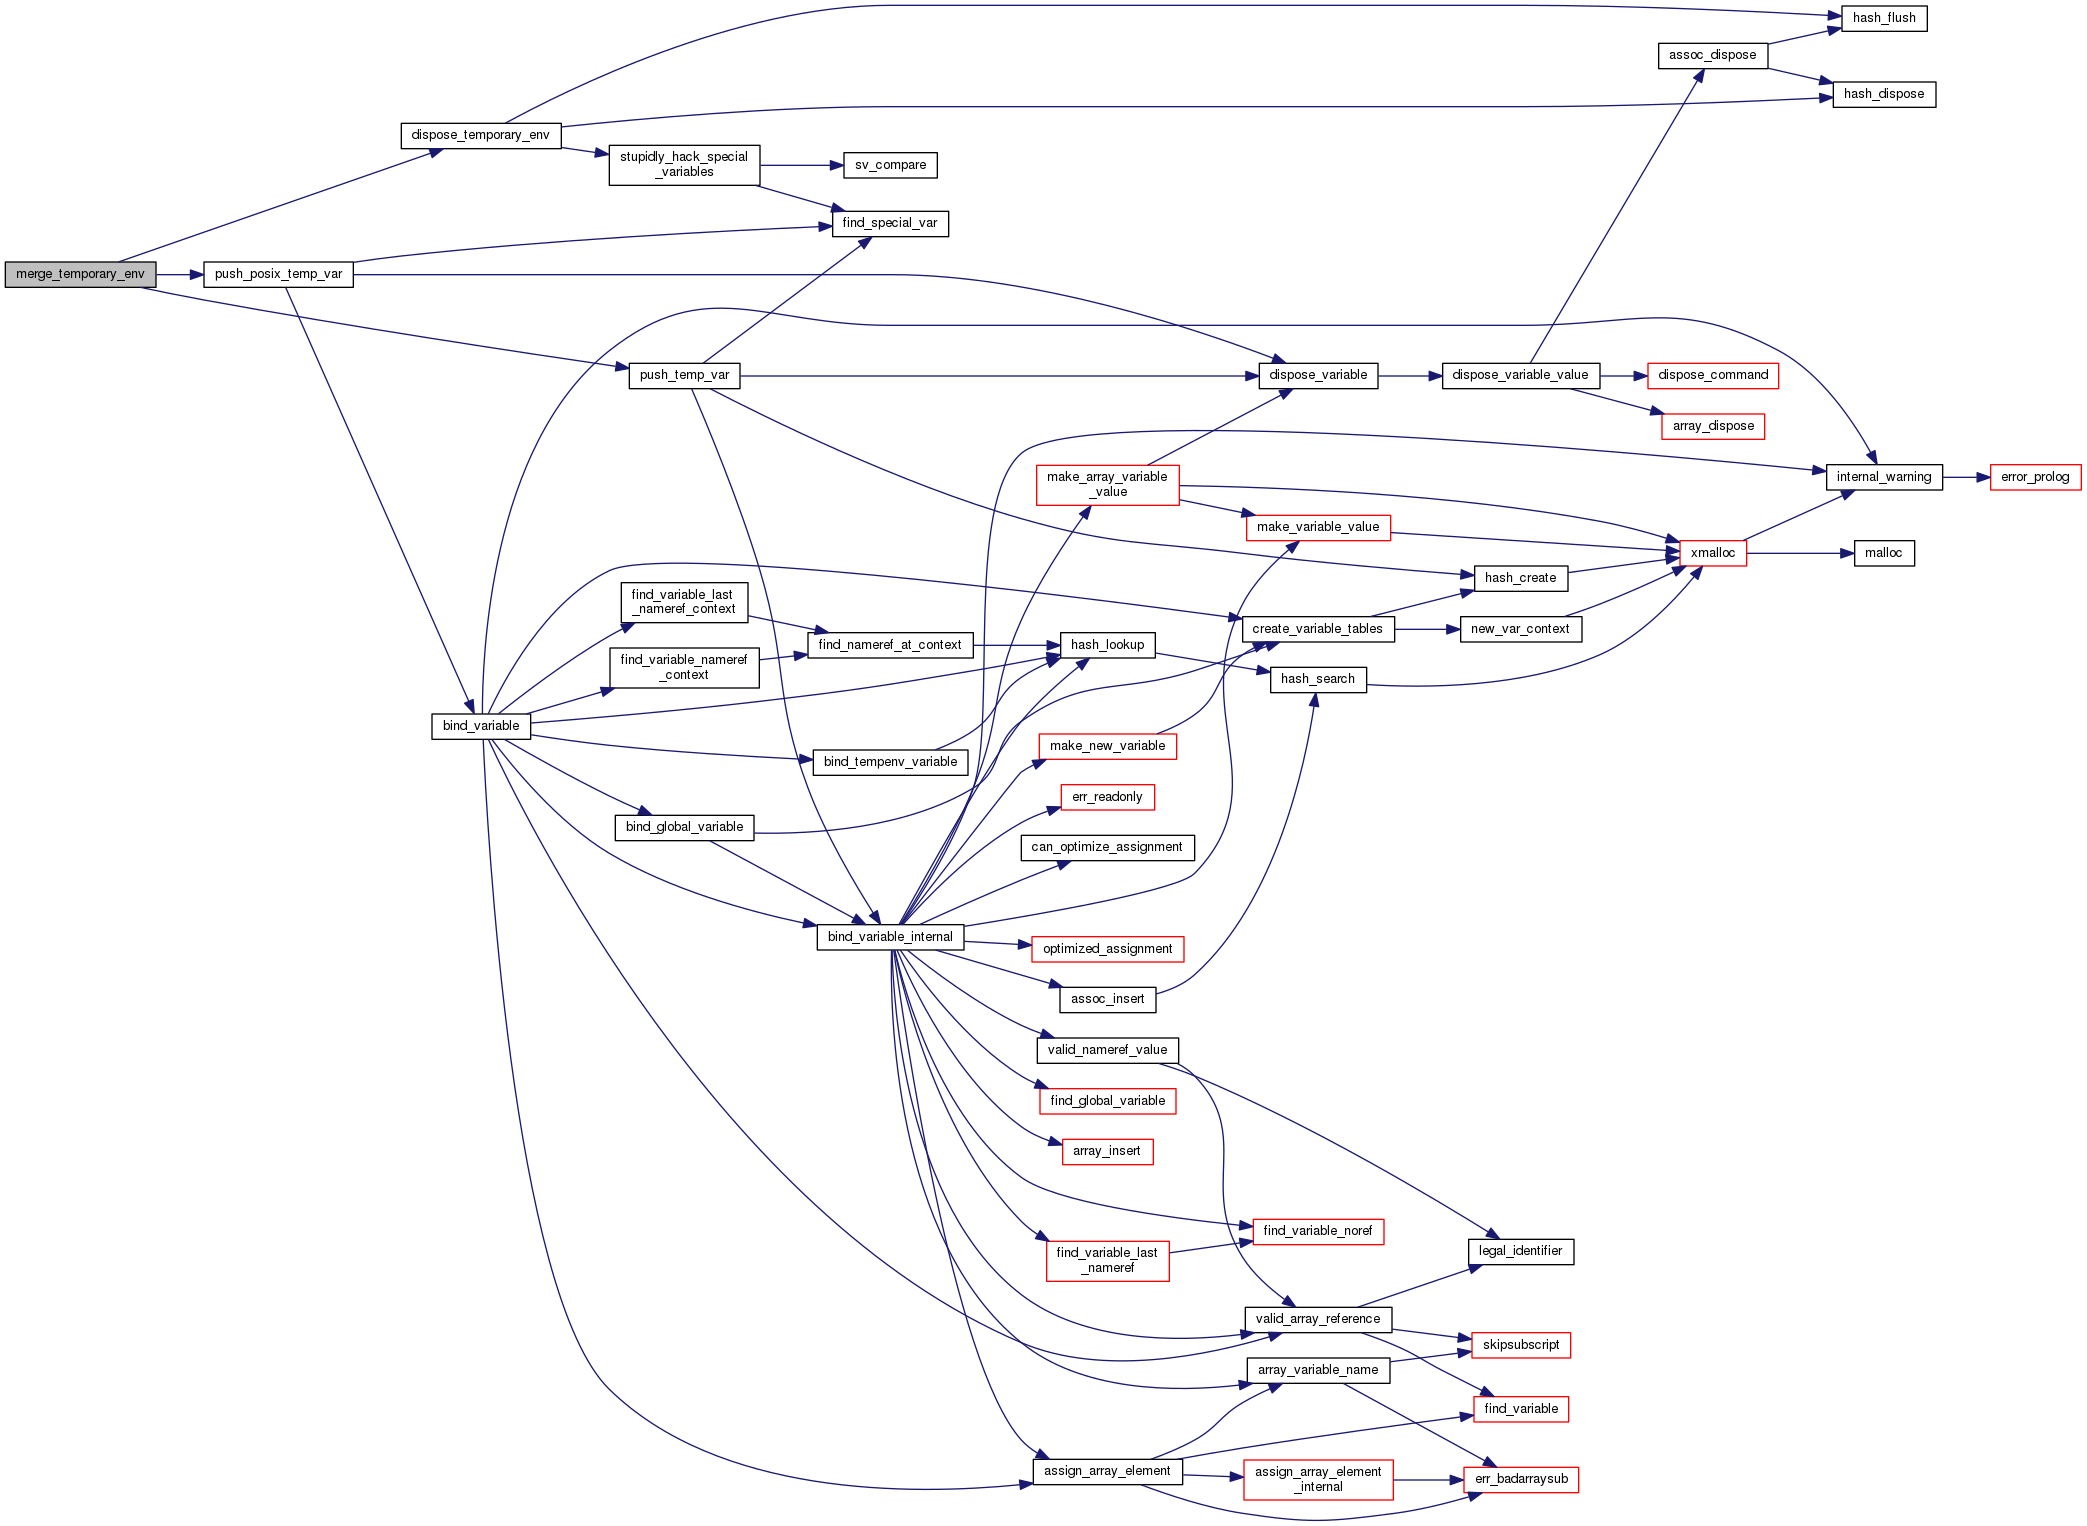 hash_flush
assoc_dispose
hash_dispose
dispose_temporary_env
stupidly_hack_special
_variables
sv_compare
find_special_var
merge_temporary_env
push_posix_temp_var
push_temp_var
dispose_variable
dispose_variable_value
dispose_command
array_dispose
make_array_variable
_value
internal_warning
error_prolog
make_variable_value
xmalloc
malloc
hash_create
find_variable_last
_nameref_context
create_variable_tables
new_var_context
find_nameref_at_context
hash_lookup
find_variable_nameref
_context
hash_search
bind_variable
make_new_variable
bind_tempenv_variable
err_readonly
bind_global_variable
can_optimize_assignment
bind_variable_internal
optimized_assignment
assoc_insert
valid_nameref_value
find_global_variable
array_insert
find_variable_noref
legal_identifier
find_variable_last
_nameref
valid_array_reference
skipsubscript
array_variable_name
find_variable
assign_array_element
assign_array_element
_internal
err_badarraysub